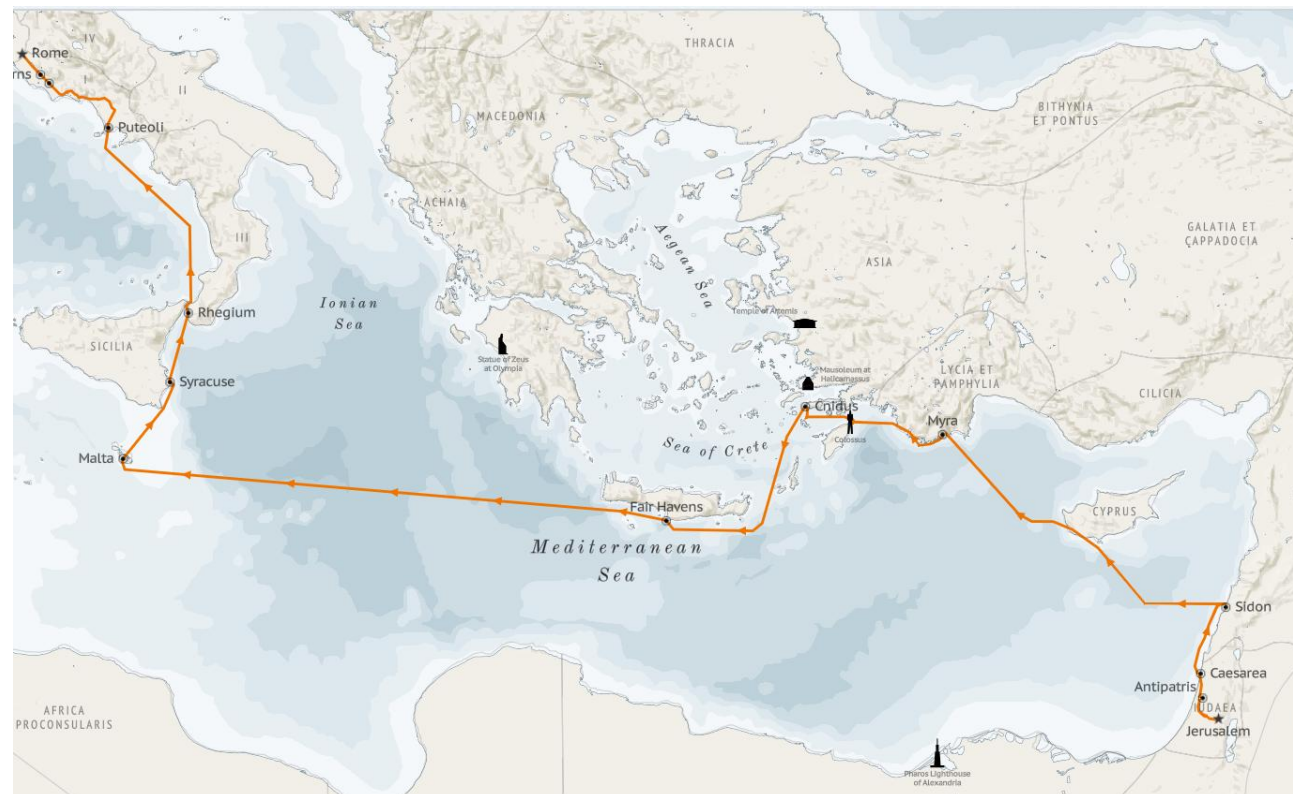 THRACIA
IV
Rome
rns
I
II
BITHYNIA
ET PONTUS
MACEDONIA
Puteoli
ACHAIA
III
GALATIA ET
CAPPADOCIA
Aegean Sea
ASIA
Ionian
Sea
Temple of Artemis
Rhegium
SICILIA
Statue of Zeus
at Olympia
Mausoleum at
Halicarnassus
LYCIA ET
PAMPHYLIA
Syracuse
CILICIA
Cnidus
Myra
Colossus
Sea of Crete
Malta
Fair Havens
CYPRUS
Mediterranean
Sea
Sidon
Caesarea
Antipatris
IUDAEA
AFRICA
PROCONSULARIS
Jerusalem
Pharos Lighthouse
of Alexandria